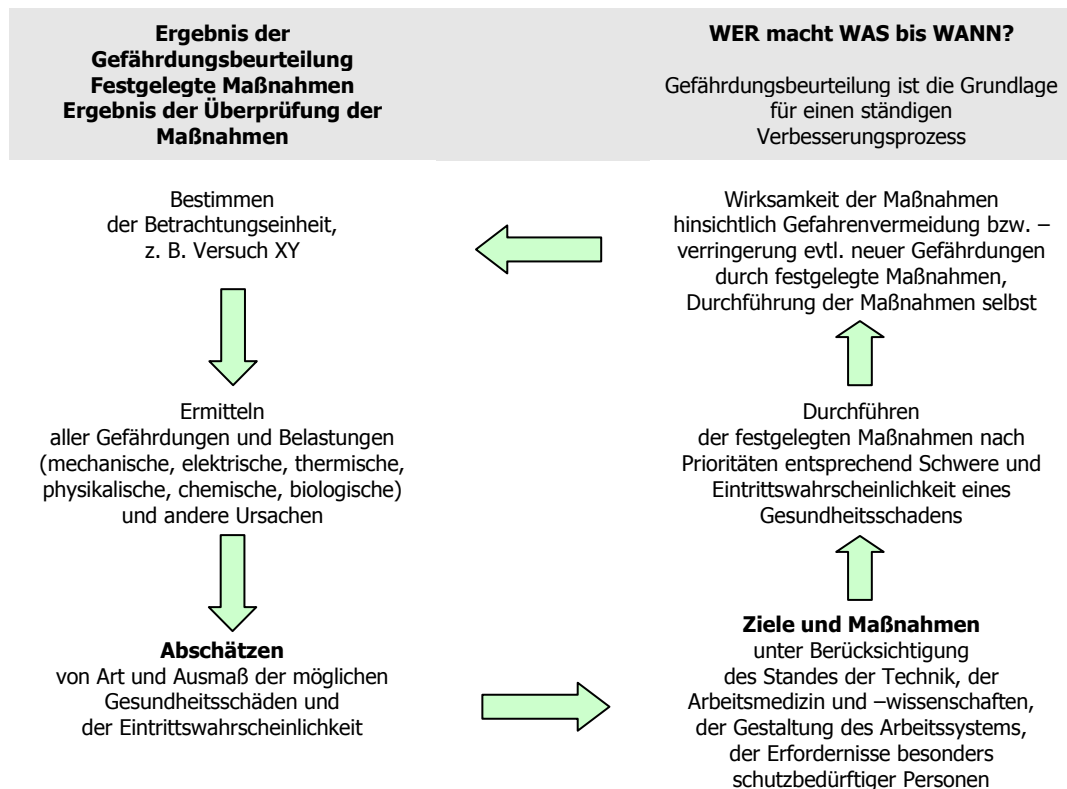 Ergebnis der
Gefährdungsbeurteilung
Festgelegte Maßnahmen
Ergebnis der Überprüfung der
Maßnahmen
WER macht WAS bis WANN?
Gefährdungsbeurteilung ist die Grundlage
für einen ständigen
Verbesserungsprozess
Bestimmen
der Betrachtungseinheit,
z. B. Versuch XY
Wirksamkeit der Maßnahmen
hinsichtlich Gefahrenvermeidung bzw. –
verringerung evtl. neuer Gefährdungen
durch festgelegte Maßnahmen,
Durchführung der Maßnahmen selbst
Ermitteln
aller Gefährdungen und Belastungen
(mechanische, elektrische, thermische,
physikalische, chemische, biologische)
und andere Ursachen
Durchführen
der festgelegten Maßnahmen nach
Prioritäten entsprechend Schwere und
Eintrittswahrscheinlichkeit eines
Gesundheitsschadens
Abschätzen
von Art und Ausmaß der möglichen
Gesundheitsschäden und
der Eintrittswahrscheinlichkeit
Ziele und Maßnahmen
unter Berücksichtigung
des Standes der Technik, der
Arbeitsmedizin und –wissenschaften,
der Gestaltung des Arbeitssystems,
der Erfordernisse besonders
schutzbedürftiger Personen